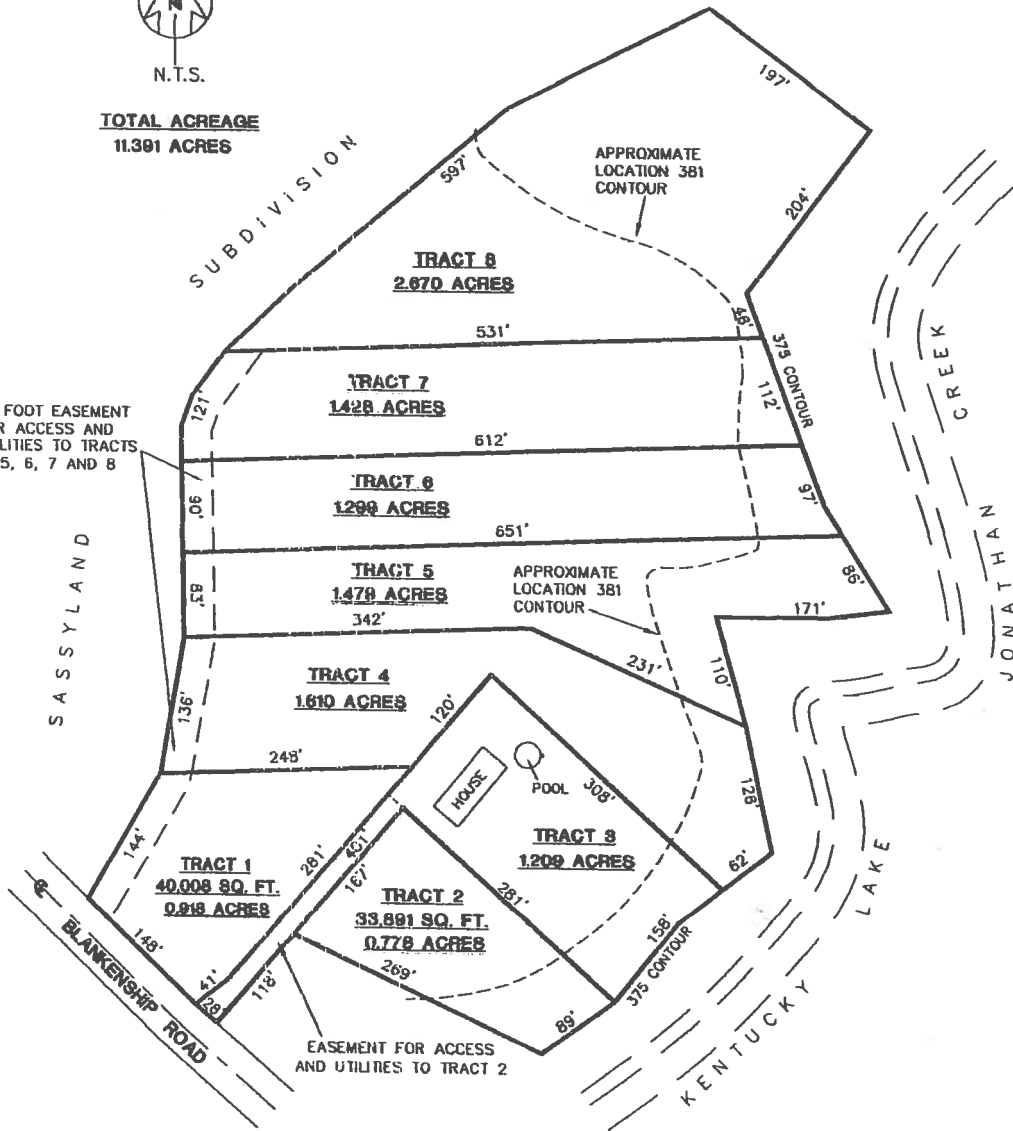 N
N.T.S.
TOTAL ACREAGE
11.391 ACRES
SUBDIVISION
197'
597'
APPROXIMATE
LOCATION 381
CONTOUR
204'
TRACT 8
2.670 ACRES
46'
531'
375 CONTOUR
CREEK
TRACT 7
1.428 ACRES
112'
121'
FOOT EASEMENT
ACCESS AND
TO TRACTS
5, 6, 7 AND 8
612'
TRACT 6
1.299 ACRES
97'
90'
651'
JONATHAN
SASSYLAND
TRACT 5
1.479 ACRES
APPROXIMATE
LOCATION 381
CONTOUR
86'
83'
342'
171'
231'
110'
TRACT 4
1.610 ACRES
136'
120'
248'
HOUSE
POOL
308'
128'
144'
TRACT 3
1.209 ACRES
62'
281'
401'
167'
TRACT 1
40,008 SQ. FT.
0.918 ACRES
TRACT 2
33,891 SQ. FT.
0.778 ACRES
281'
158'
375 CONTOUR
LAKE
148'
BLANKENSHIP ROAD
41'
28'
118'
269'
89'
KENTUCKY
EASEMENT FOR ACCESS
AND UTILITIES TO TRACT 2